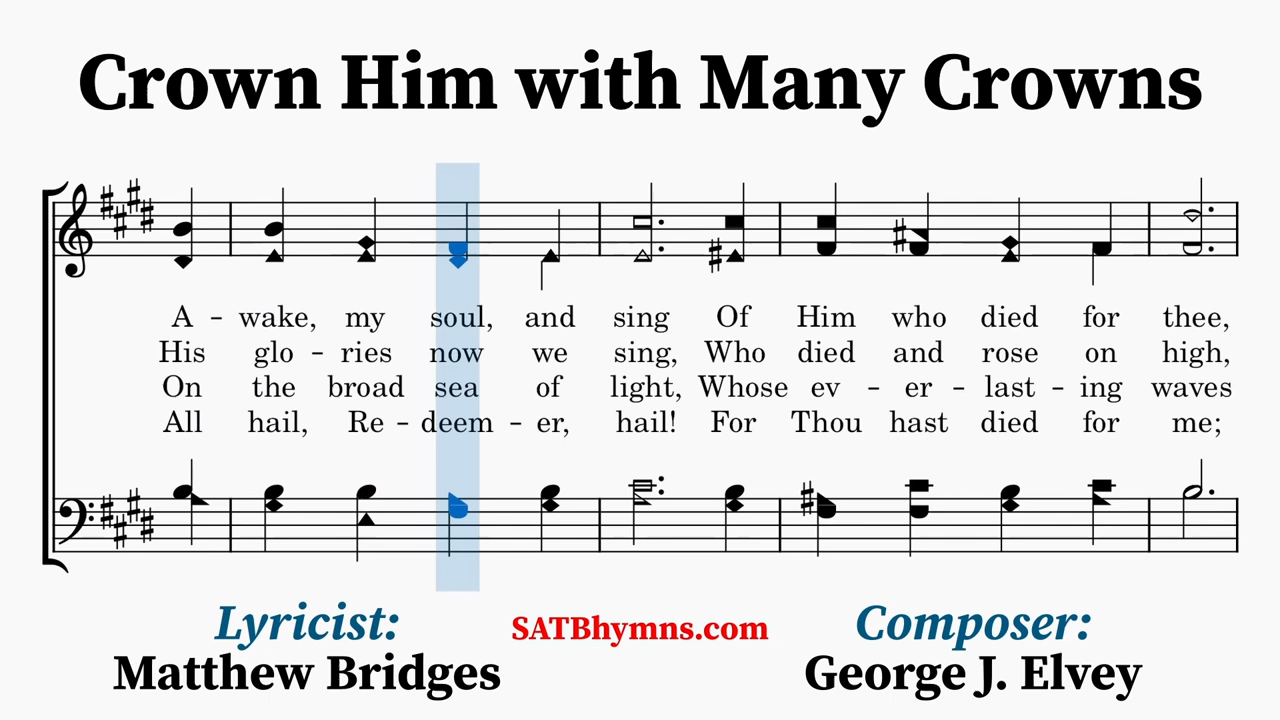 Crown Him with Many Crowns
A - wake, my soul, and sing Of Him who died for thee,
His glo - ries now we sing, Who died and rose on high,
On the broad sea of light, Whose ev - er - last - ing waves
All hail, Re - deem - er, hail! For Thou hast died for me;
Lyricist:
Matthew Bridges
SATBhymns.com
Composer:
George J. Elvey